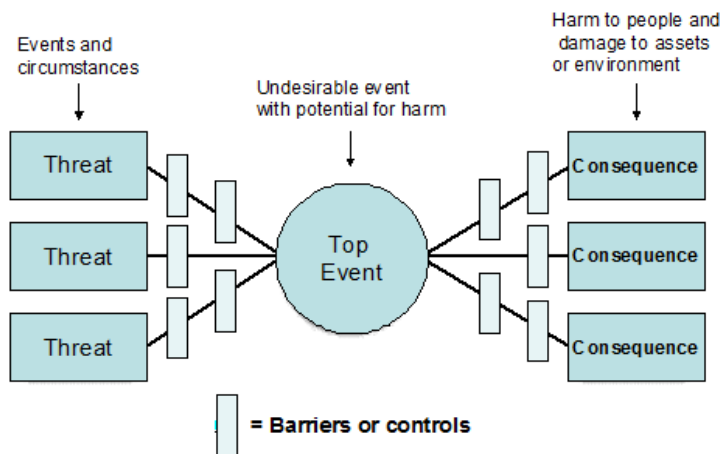 Events and
circumstances
Undesirable event
with potential for harm
Harm to people and
damage to assets
or environment
Threat
Threat
Threat
Top
Event
Consequence
Consequence
Consequence
= Barriers or controls